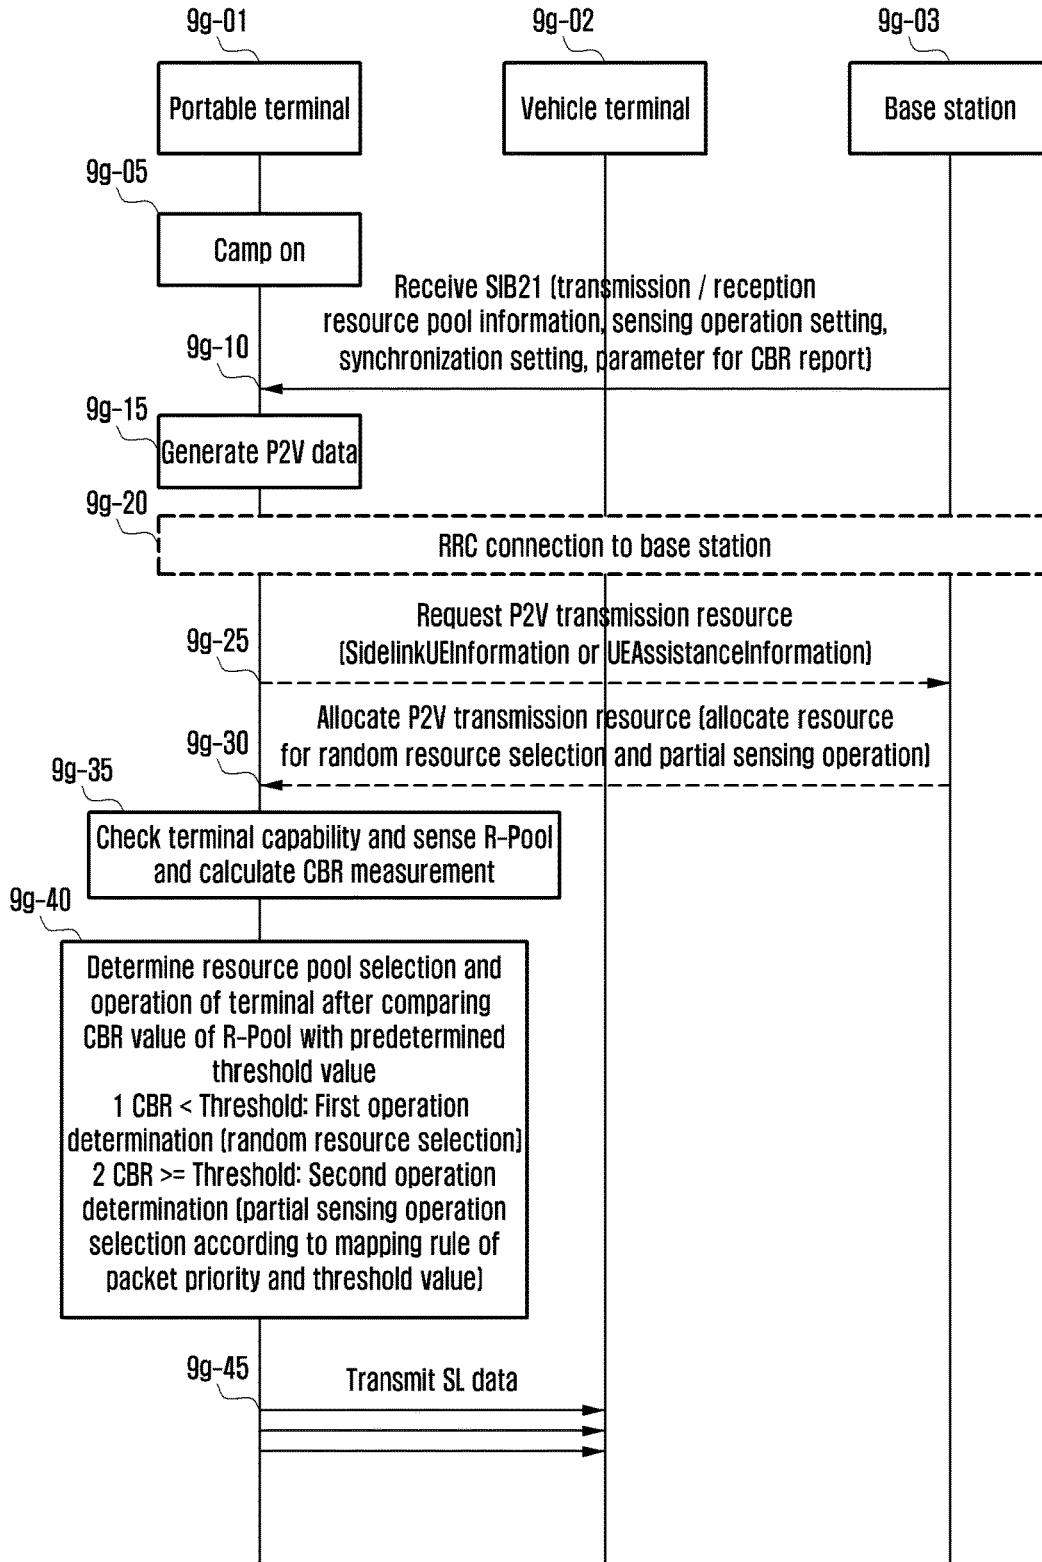 9g-01
9g-02
9g-03
Portable terminal
Vehicle terminal
Base station
9g-05
Camp on
Receive SIB21 (transmission / reception
resource pool information, sensing operation setting,
synchronization setting, parameter for CBR report)
9g-10
9g-15
Generate P2V data
9g-20
RRC connection to base station
Request P2V transmission resource
(SidelinkUEInformation or UEAssistanceInformation)
9g-25
Allocate P2V transmission resource (allocate resource
for random resource selection and partial sensing operation)
9g-30
9g-35
Check terminal capability and sense R-Pool
and calculate CBR measurement
9g-40
Determine resource pool selection and
operation of terminal after comparing
CBR value of R-Pool with predetermined
threshold value
1 CBR < Threshold: First operation
determination (random resource selection)
2 CBR >= Threshold: Second operation
determination (partial sensing operation
selection according to mapping rule of
packet priority and threshold value)
9g-45
Transmit SL data